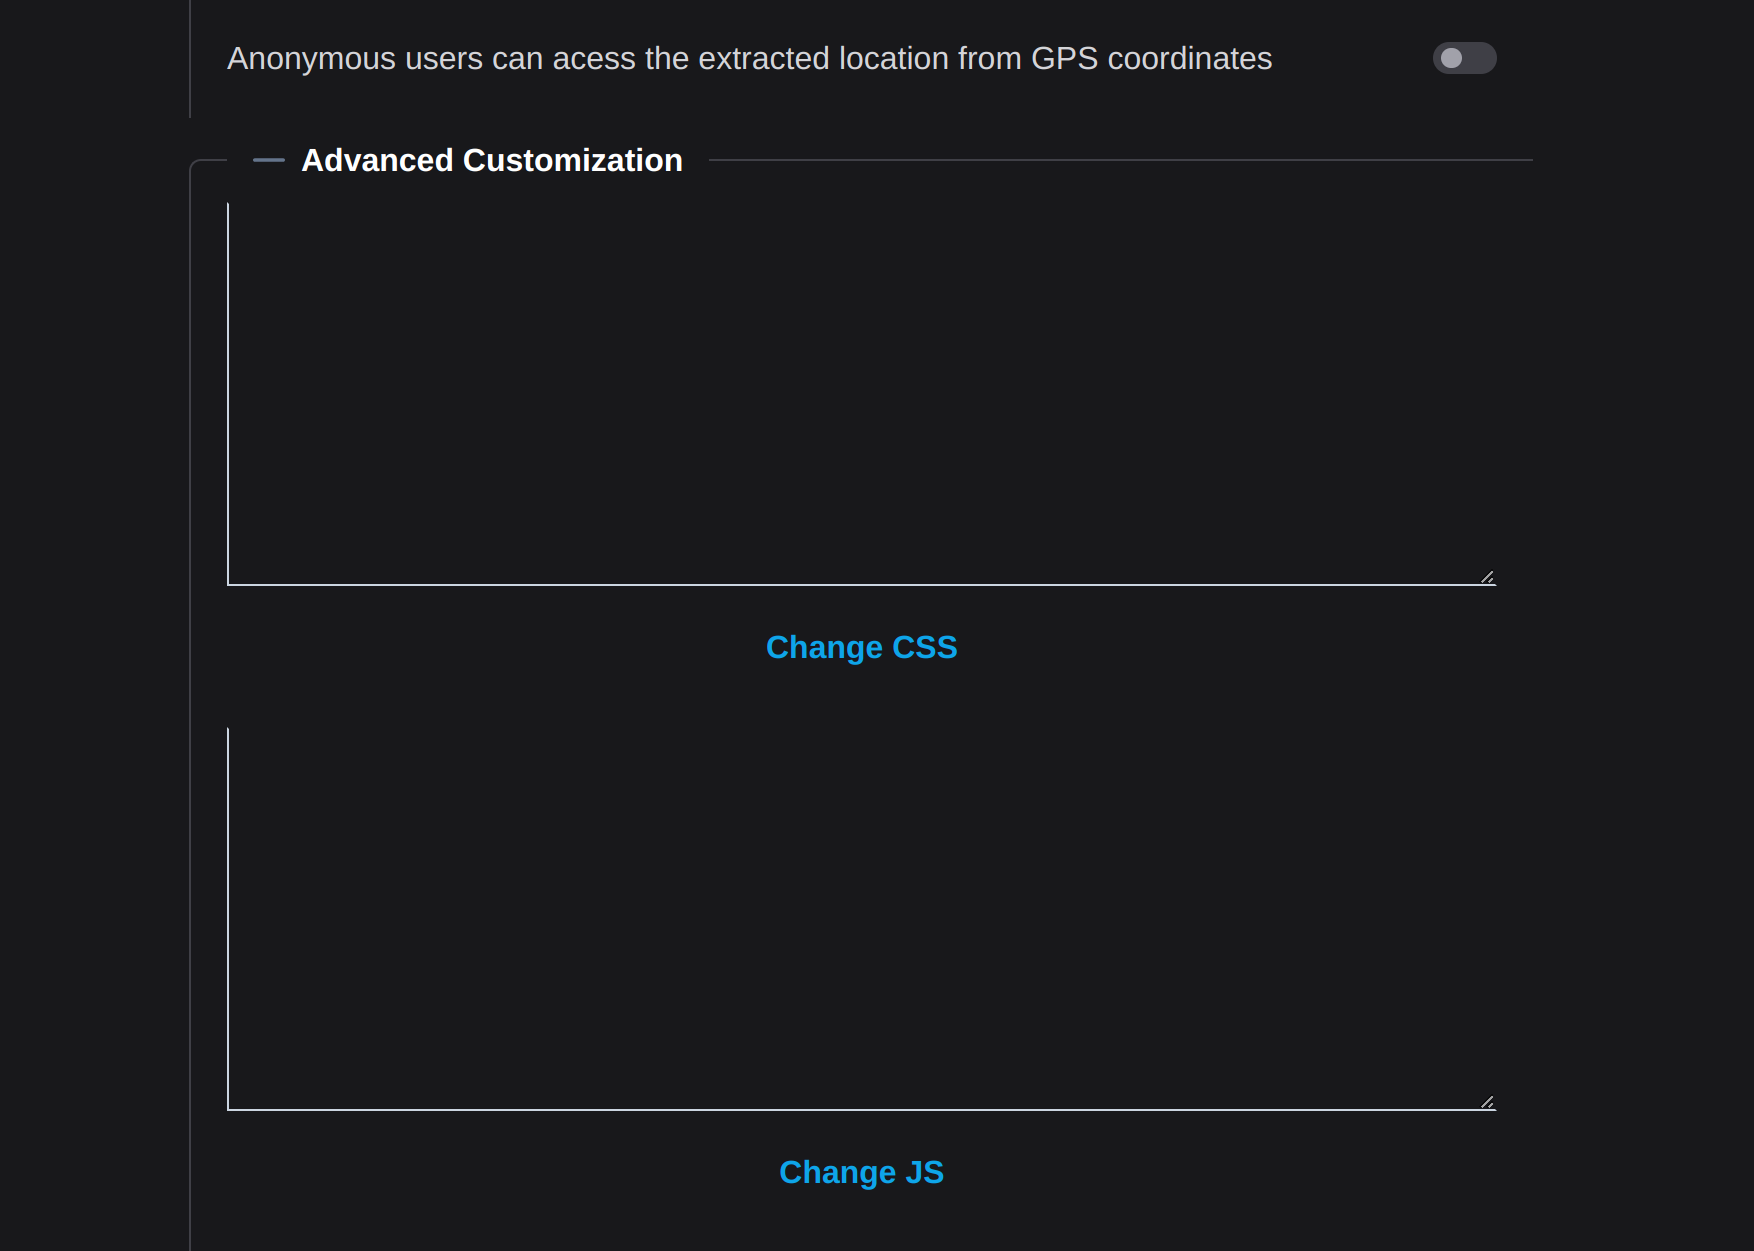 Anonymous users can acess the extracted location from GPS coordinates
Advanced Customization
Change CSS
Change JS